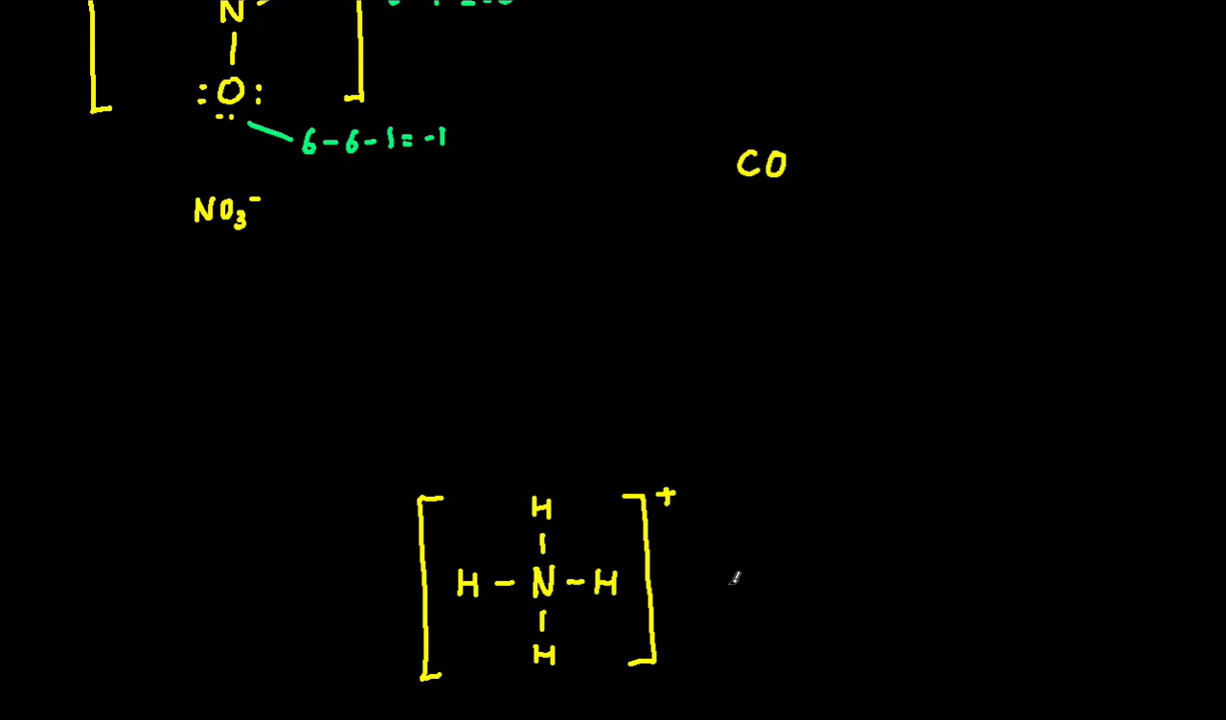 N
:O:
6-6-1=-1
CO
NO₃⁻
H +
H-N-H
H